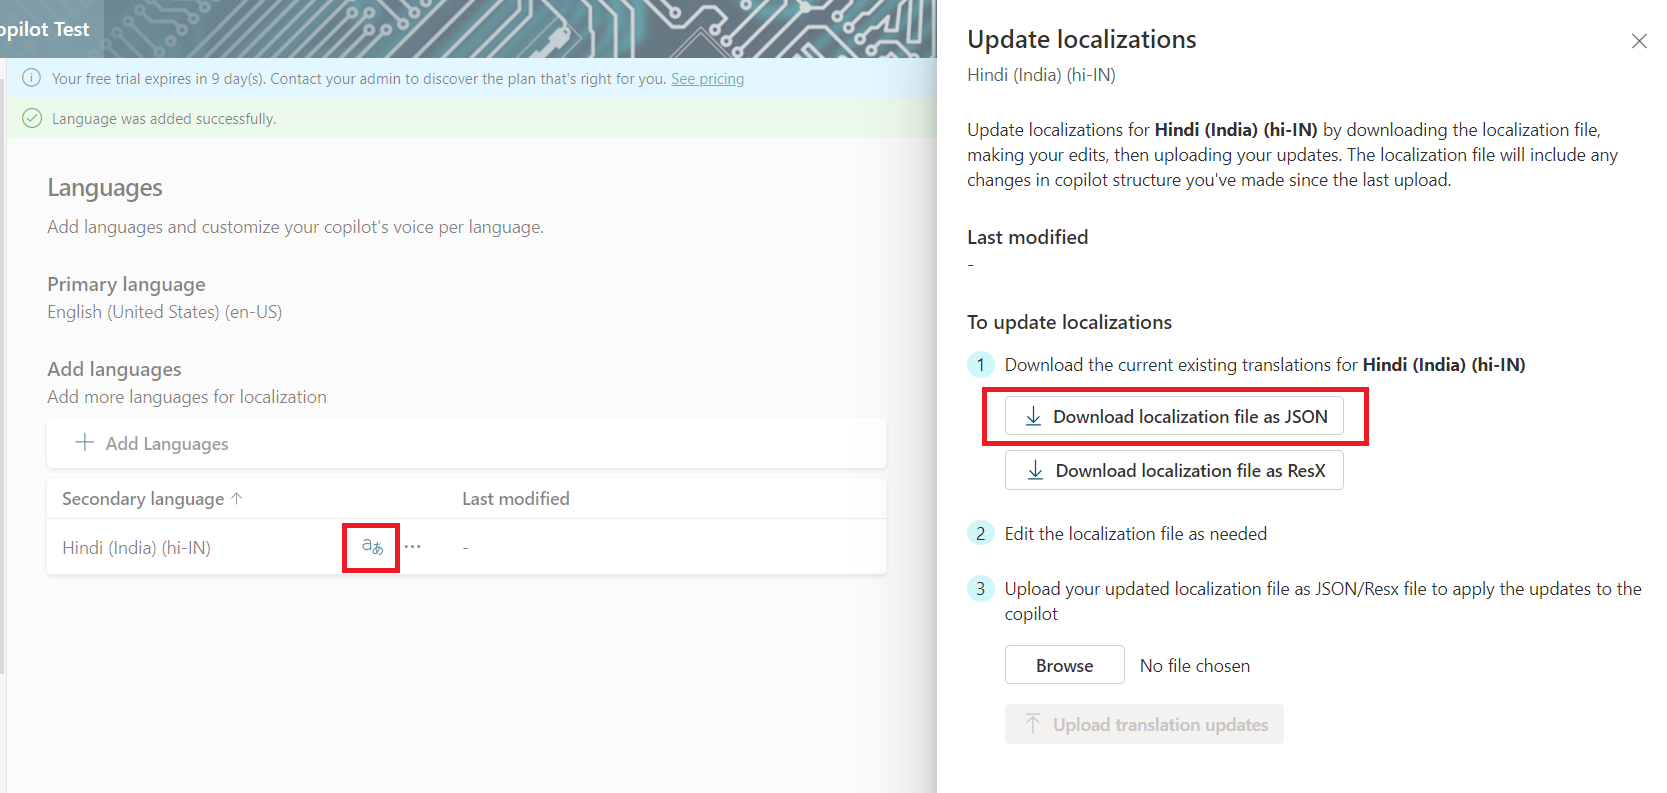 opilot Test
Your free trial expires in 9 day(s). Contact your admin to discover the plan that's right for you. See pricing
Language was added successfully.
Languages
Add languages and customize your copilot's voice per language.
Primary language
English (United States) (en-US)
Add languages
Add more languages for localization
Add Languages
Secondary language ↑ Last modified
Hindi (India) (hi-IN) aあ ... -
Update localizations
Hindi (India) (hi-IN)
Update localizations for Hindi (India) (hi-IN) by downloading the localization file,
making your edits, then uploading your updates. The localization file will include any
changes in copilot structure you've made since the last upload.
Last modified
-
To update localizations
1 Download the current existing translations for Hindi (India) (hi-IN)
Download localization file as JSON
Download localization file as ResX
2 Edit the localization file as needed
3 Upload your updated localization file as JSON/Resx file to apply the updates to the
copilot
Browse No file chosen
Upload translation updates